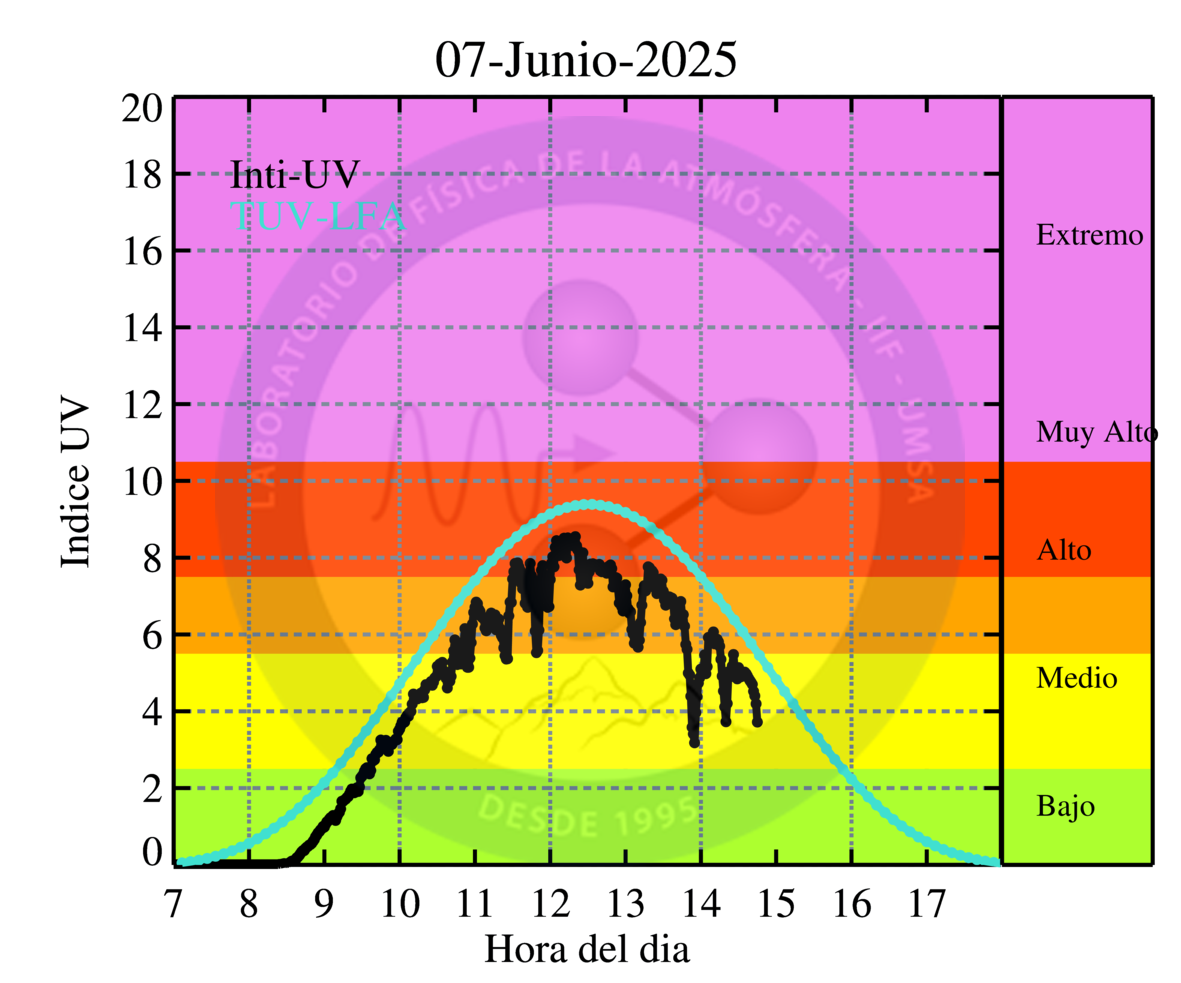 07-Junio-2025
20
18
16
14
12
10
8
6
4
2
0
Indice UV
Inti-UV
TUV-LFA
LABORATORIO DE FÍSICA DE LA ATMÓSFERA - IIF - UMSA
DESDE 1995
Extremo
Muy Alto
Alto
Medio
Bajo
7 8 9 10 11 12 13 14 15 16 17
Hora del dia